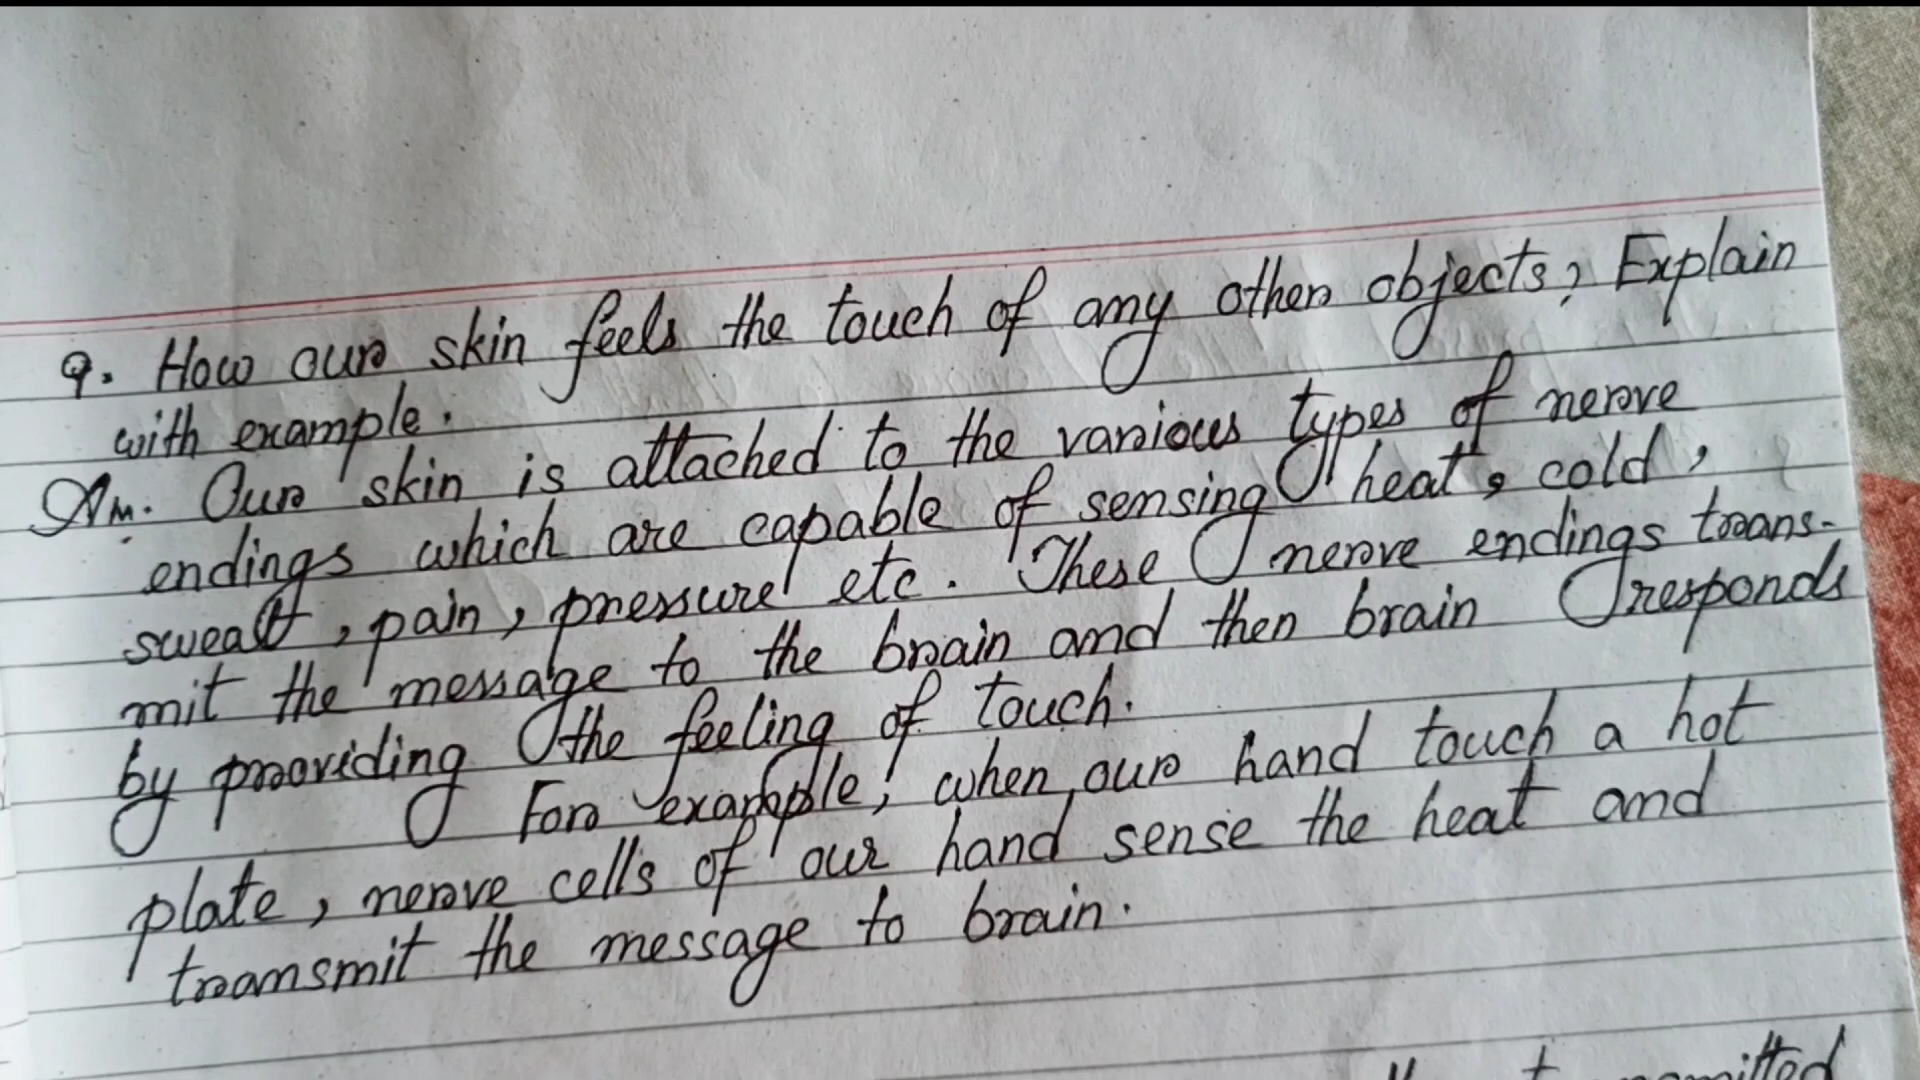 9. How our skin feels the touch of any other objects? Explain
with example.
Ans. Our skin is attached to the various types of nerve
endings which are capable of sensing heat, cold,
sweat, pain, pressure etc. These nerve endings trans-
mit the message to the brain and then brain responds
by providing the feeling of touch.
For example, when our hand touch a hot
plate, nerve cells of our hand sense the heat and
transmit the message to brain.